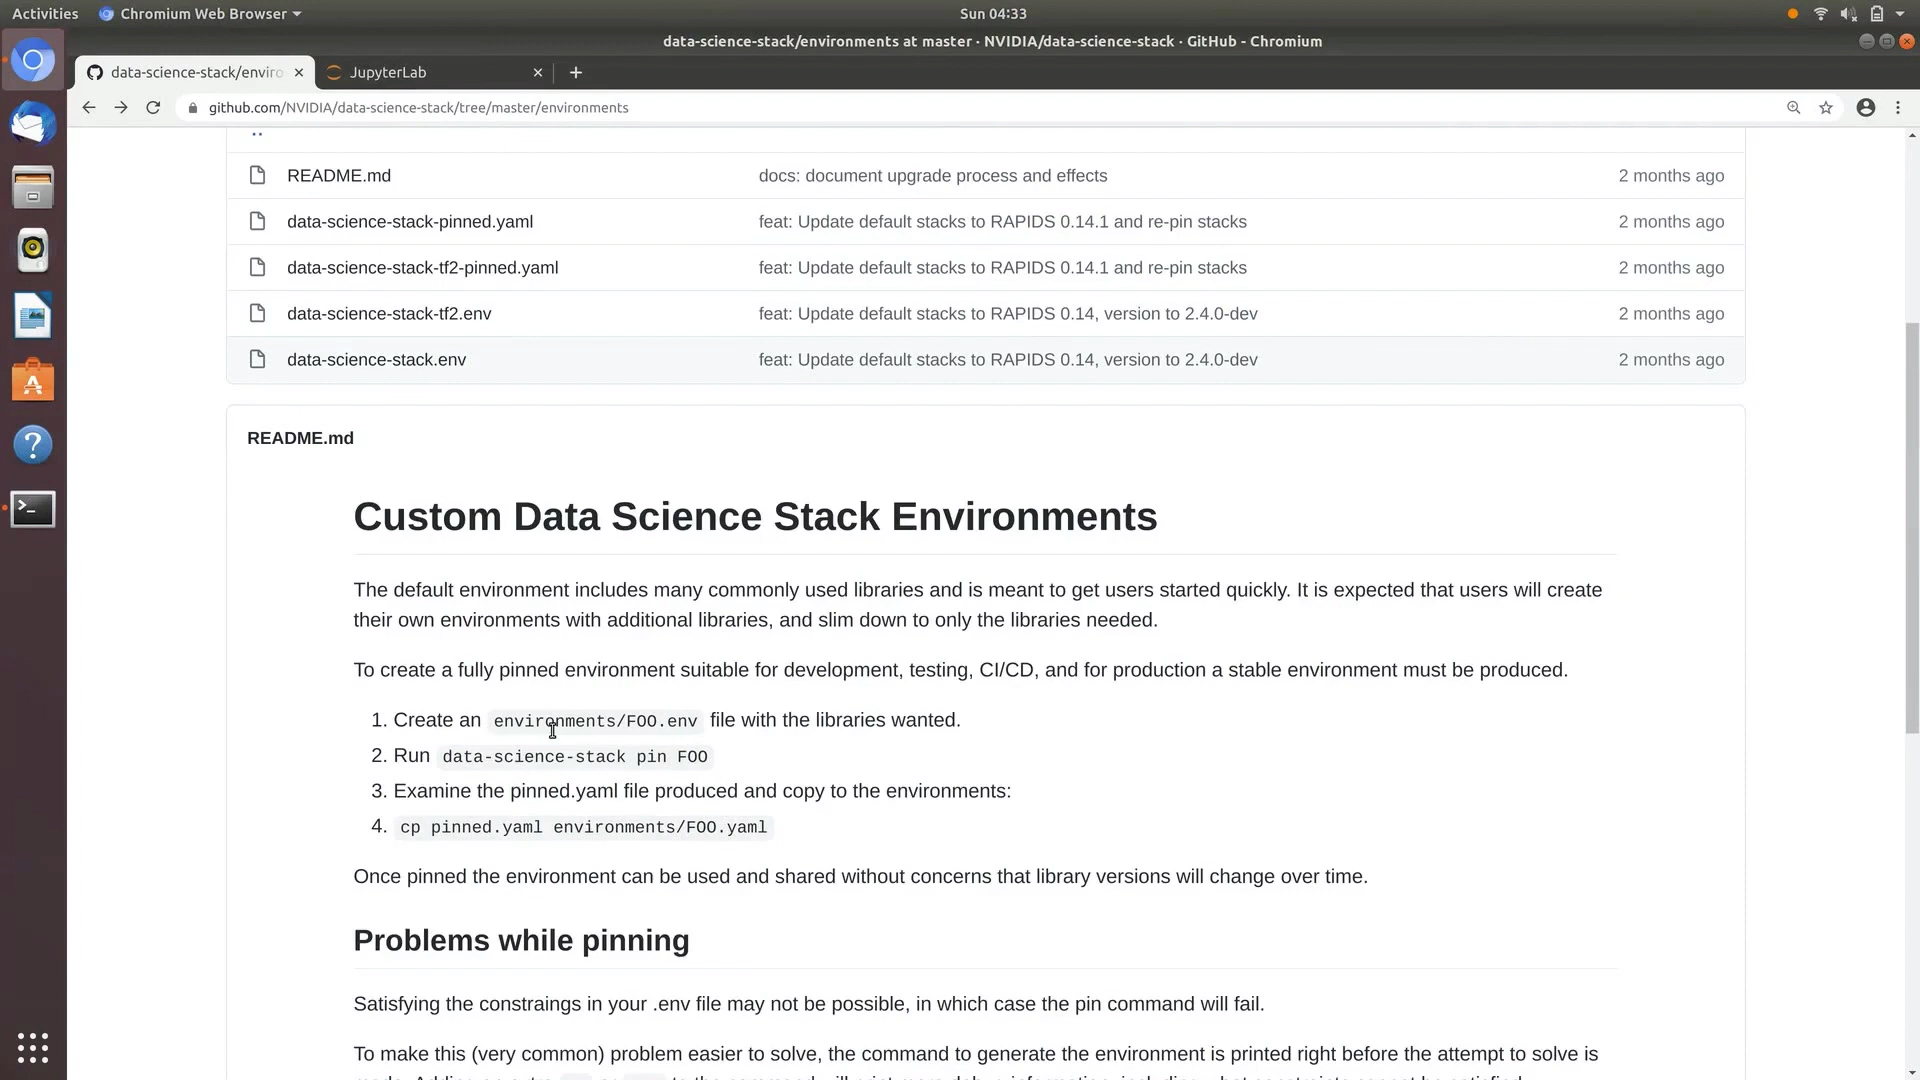 Activities Chromium Web Browser Sun 04:33
data-science-stack/environments at master · NVIDIA/data-science-stack · GitHub - Chromium
data-science-stack/enviro JupyterLab
github.com/NVIDIA/data-science-stack/tree/master/environments
..
README.md docs: document upgrade process and effects 2 months ago
data-science-stack-pinned.yaml feat: Update default stacks to RAPIDS 0.14.1 and re-pin stacks 2 months ago
data-science-stack-tf2-pinned.yaml feat: Update default stacks to RAPIDS 0.14.1 and re-pin stacks 2 months ago
data-science-stack-tf2.env feat: Update default stacks to RAPIDS 0.14, version to 2.4.0-dev 2 months ago
data-science-stack.env feat: Update default stacks to RAPIDS 0.14, version to 2.4.0-dev 2 months ago
README.md
Custom Data Science Stack Environments
The default environment includes many commonly used libraries and is meant to get users started quickly. It is expected that users will create
their own environments with additional libraries, and slim down to only the libraries needed.
To create a fully pinned environment suitable for development, testing, CI/CD, and for production a stable environment must be produced.
1. Create an environments/FOO.env file with the libraries wanted.
2. Run data-science-stack pin FOO
3. Examine the pinned.yaml file produced and copy to the environments:
4. cp pinned.yaml environments/FOO.yaml
Once pinned the environment can be used and shared without concerns that library versions will change over time.
Problems while pinning
Satisfying the constraings in your .env file may not be possible, in which case the pin command will fail.
To make this (very common) problem easier to solve, the command to generate the environment is printed right before the attempt to solve is